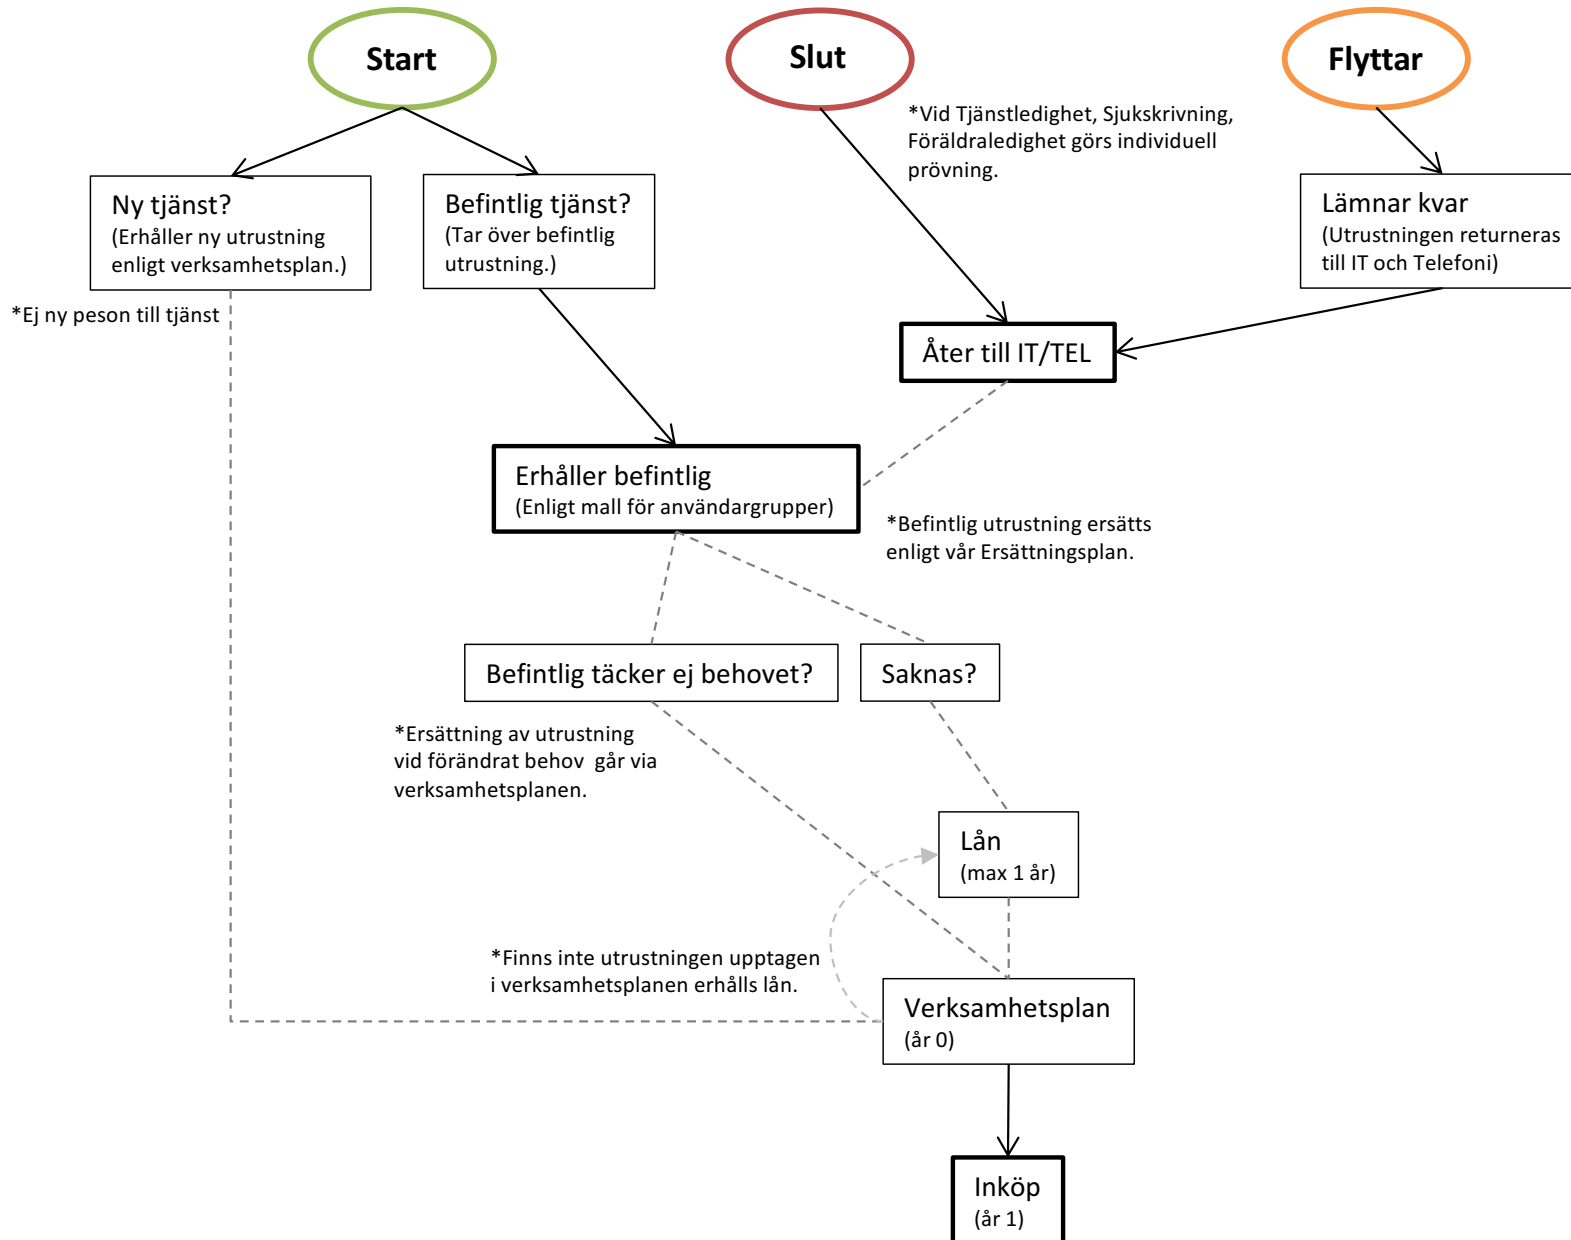 Start
Slut
Flyttar
*Vid Tjänstledighet, Sjukskrivning,
Föräldraledighet görs individuell
prövning.
Ny tjänst?
(Erhåller ny utrustning
enligt verksamhetsplan.)
Befintlig tjänst?
(Tar över befintlig
utrustning.)
Lämnar kvar
(Utrustningen returneras
till IT och Telefoni)
*Ej ny peson till tjänst
Åter till IT/TEL
Erhåller befintlig
(Enligt mall för användargrupper)
*Befintlig utrustning ersätts
enligt vår Ersättningsplan.
Befintlig täcker ej behovet?
Saknas?
*Ersättning av utrustning
vid förändrat behov går via
verksamhetsplanen.
Lån
(max 1 år)
*Finns inte utrustningen upptagen
i verksamhetsplanen erhålls lån.
Verksamhetsplan
(år 0)
Inköp
(år 1)